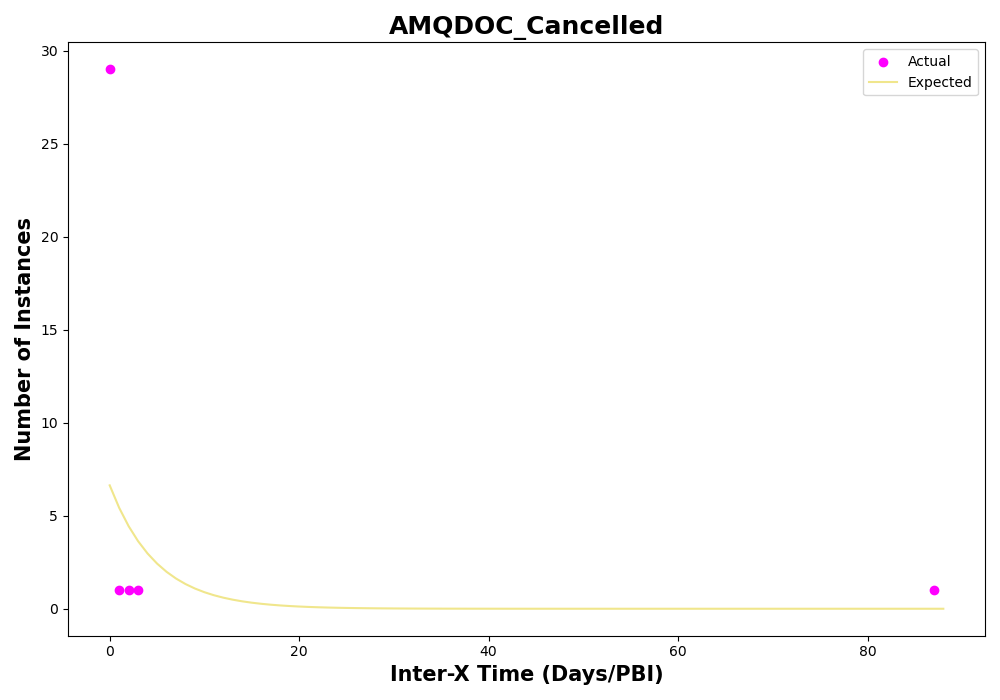 AMQDOC_Cancelled
Actual
Expected
Number of Instances
30
25
20
15
10
5
0
0 20 40 60 80
Inter-X Time (Days/PBI)